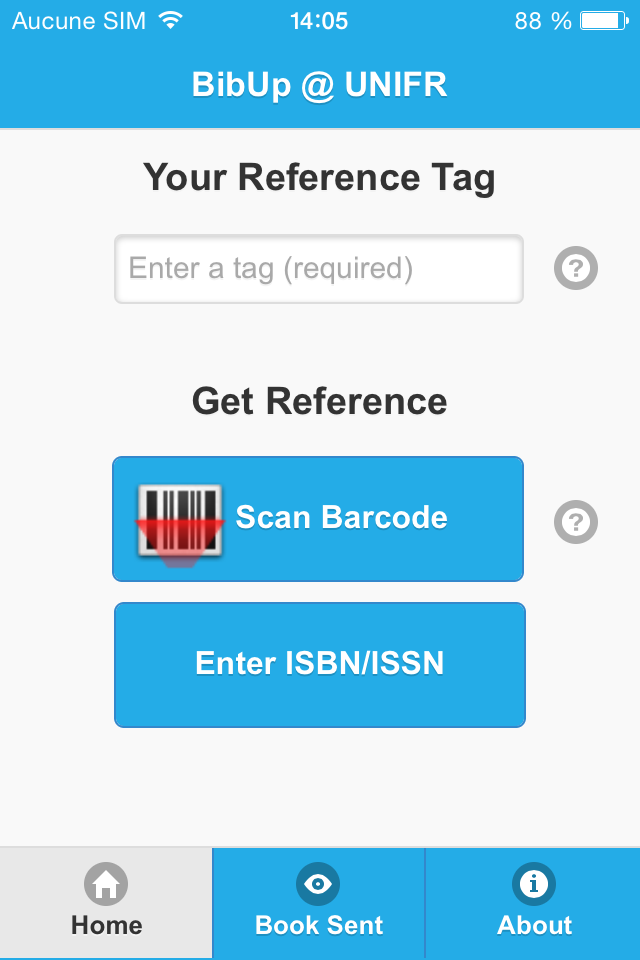 Aucune SIM 14:05 88 %
BibUp @ UNIFR
Your Reference Tag
Enter a tag (required)
?
Get Reference
Scan Barcode
?
Enter ISBN/ISSN
Home Book Sent About